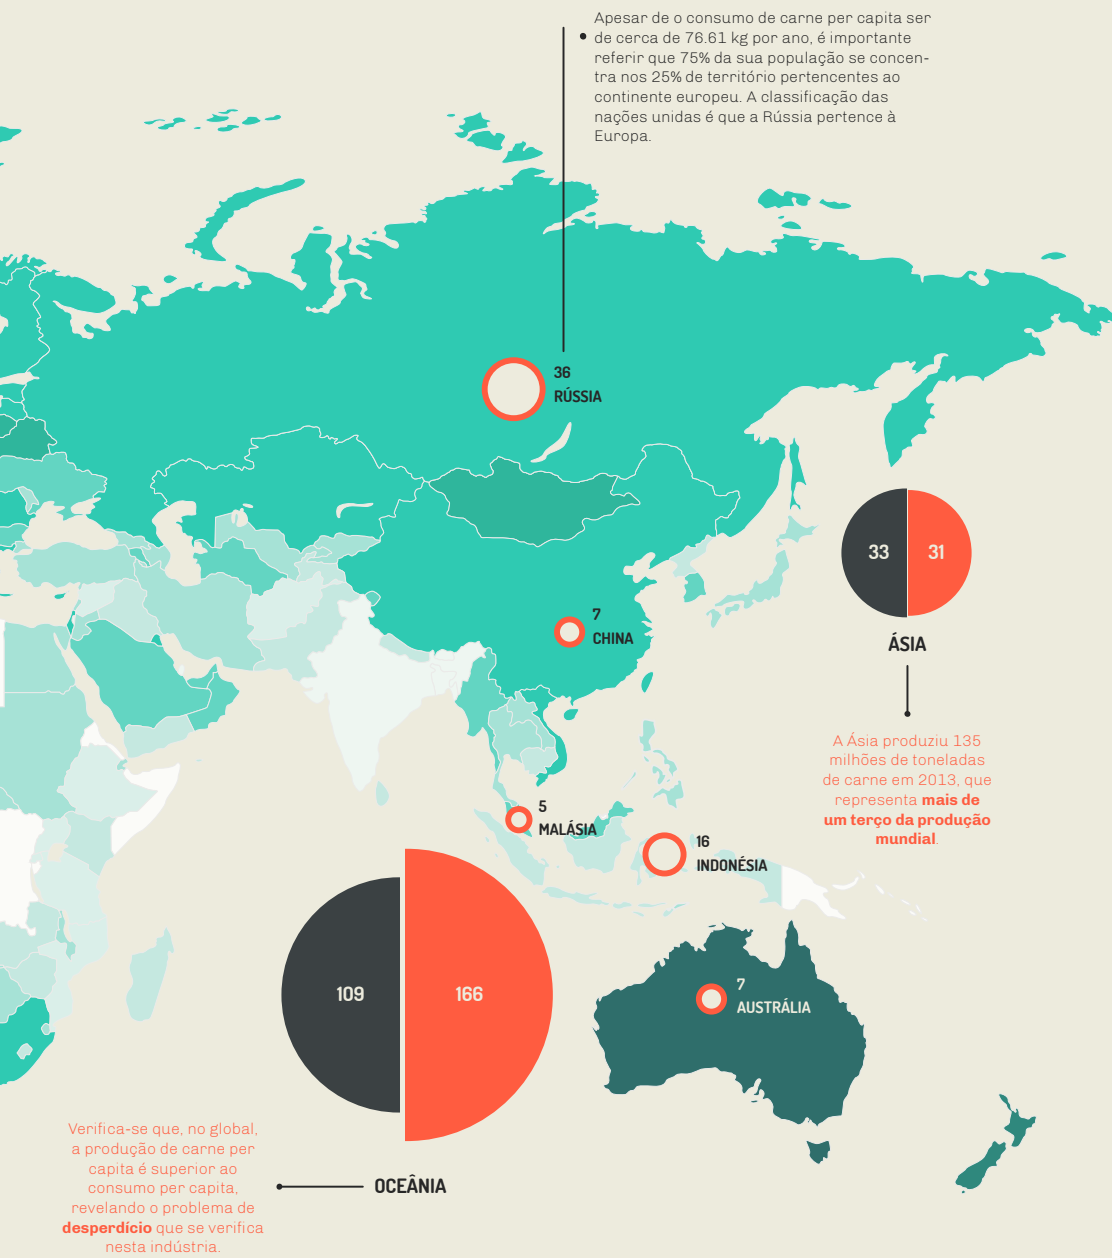 Apesar de o consumo de carne per capita ser
de cerca de 76.61 kg por ano, é importante
referir que 75% da sua população se concen-
tra nos 25% de território pertencentes ao
continente europeu. A classificação das
nações unidas é que a Rússia pertence à
Europa.
36
RÚSSIA
33
31
ÁSIA
7
CHINA
A Ásia produziu 135
milhões de toneladas
de carne em 2013, que
representa mais de
um terço da produção
mundial.
5
MALÁSIA
16
INDONÉSIA
109
166
7
AUSTRÁLIA
Verifica-se que, no global,
a produção de carne per
capita é superior ao
consumo per capita,
revelando o problema de
desperdício que se verifica
nesta indústria.
OCEÂNIA